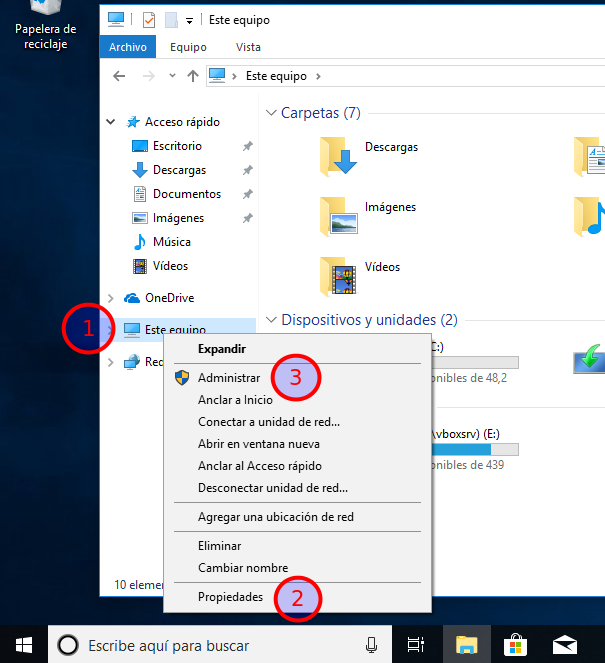 Papelera de
reciclaje
Este equipo
Archivo
Equipo
Vista
Este equipo
Acceso rápido
Escritorio
Descargas
Documentos
Imágenes
Música
Vídeos
OneDrive
1
Este equipo
Red
Carpetas (7)
Descargas
Imágenes
Vídeos
Dispositivos y unidades (2)
C:)
onibles de 48,2
\vboxsrv) (E:)
onibles de 439
Expandir
Administrar
3
Anclar a Inicio
Conectar a unidad de red...
Abrir en ventana nueva
Anclar al Acceso rápido
Desconectar unidad de red...
Agregar una ubicación de red
Eliminar
Cambiar nombre
Propiedades
2
10 elemen
Escribe aquí para buscar